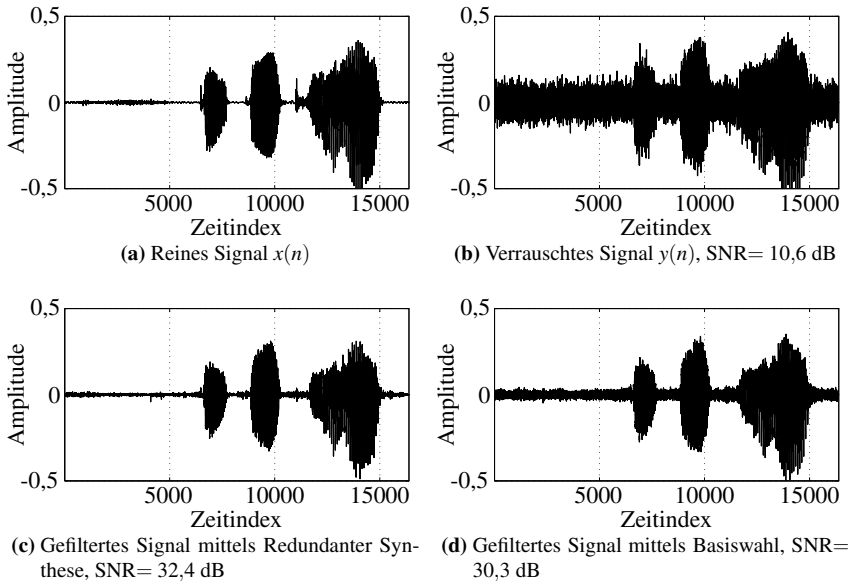 0,5
0
-0,5
Amplitude
5000 10000 15000
Zeitindex
(a) Reines Signal x(n)
0,5
0
-0,5
Amplitude
5000 10000 15000
Zeitindex
(b) Verrauschtes Signal y(n), SNR= 10,6 dB
0,5
0
-0,5
Amplitude
5000 10000 15000
Zeitindex
(c) Gefiltertes Signal mittels Redundanter Syn-
these, SNR= 32,4 dB
0,5
0
-0,5
Amplitude
5000 10000 15000
Zeitindex
(d) Gefiltertes Signal mittels Basiswahl, SNR=
30,3 dB